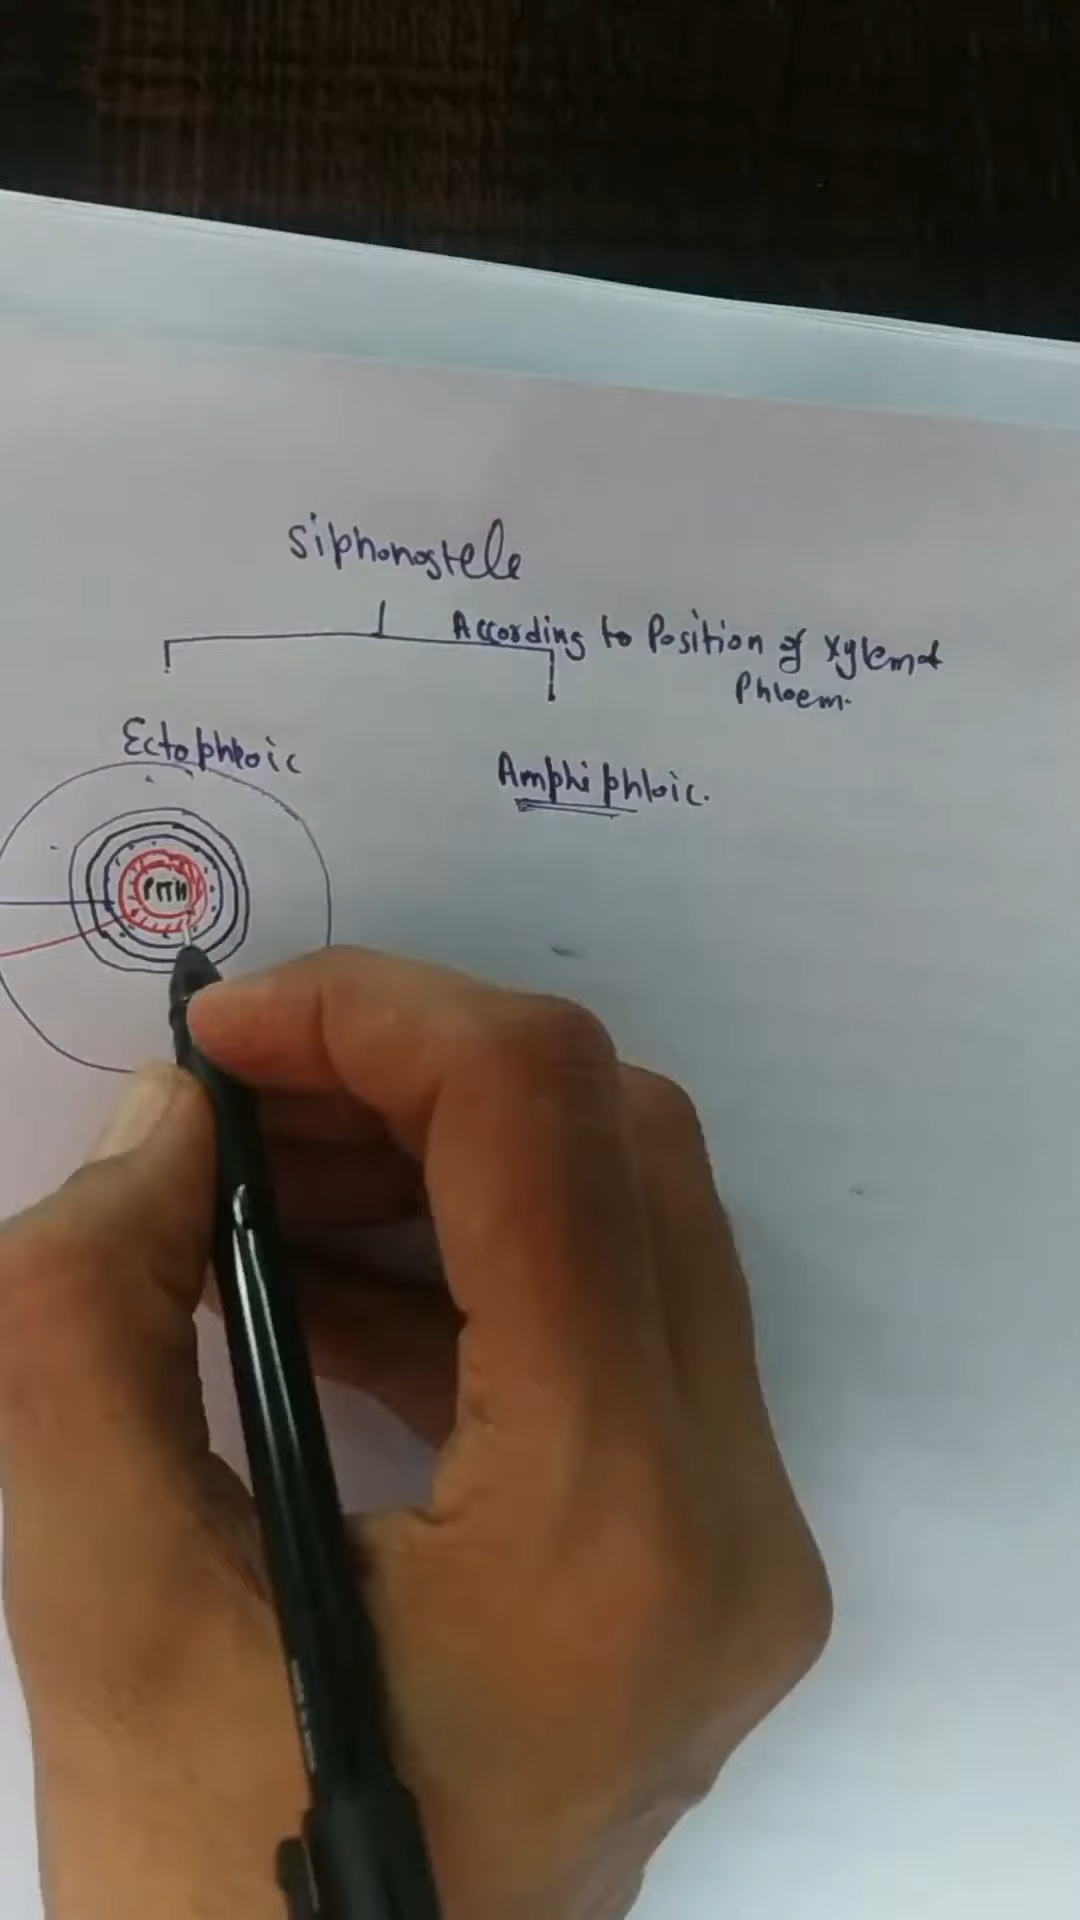 Siphonostele
According to Position of Xylem &
Phloem.
Ectophloic
Amphiphloic.
PITH